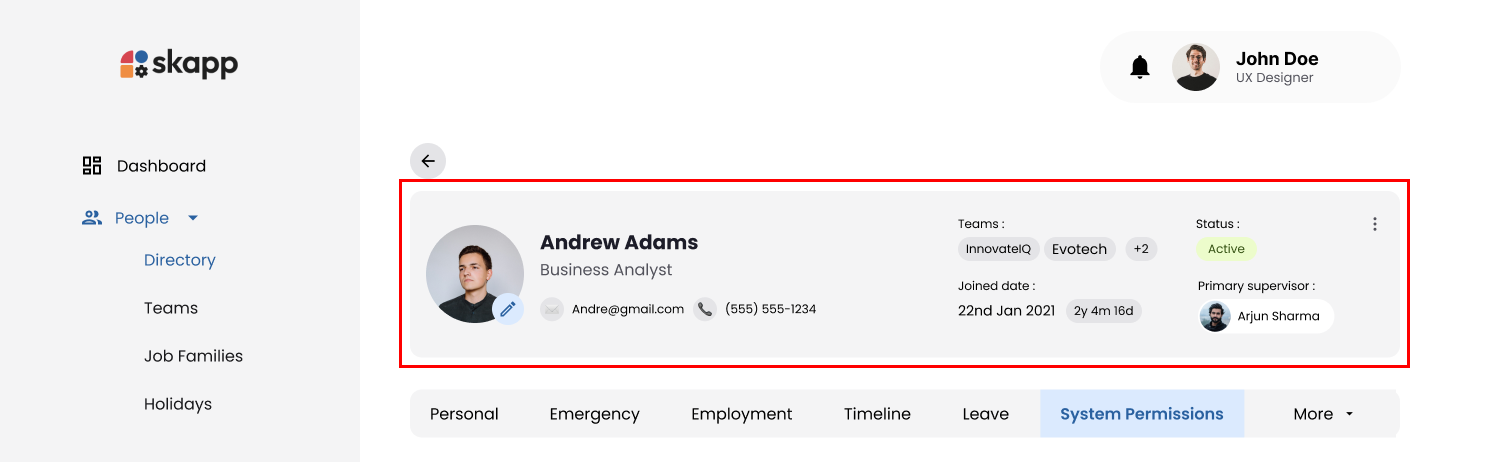 skapp
John Doe
UX Designer
Dashboard
People
Directory
Teams
Job Families
Holidays
Andrew Adams
Business Analyst
Andre@gmail.com (555) 555-1234
Teams :
InnovateIQ Evotech +2
Joined date :
22nd Jan 2021 2y 4m 16d
Status :
Active
Primary supervisor :
Arjun Sharma
Personal Emergency Employment Timeline Leave System Permissions More